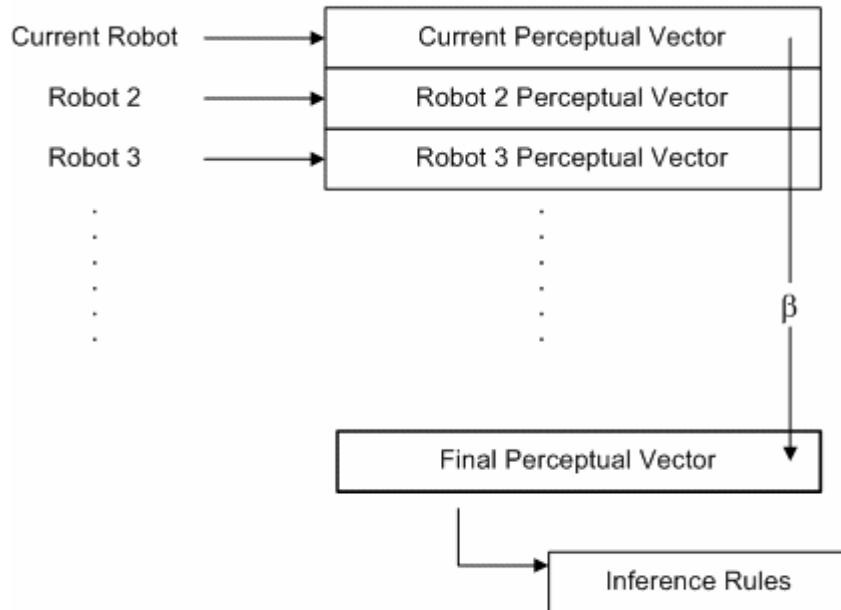 Current Robot
Current Perceptual Vector
Robot 2
Robot 2 Perceptual Vector
Robot 3
Robot 3 Perceptual Vector
β
Final Perceptual Vector
Inference Rules